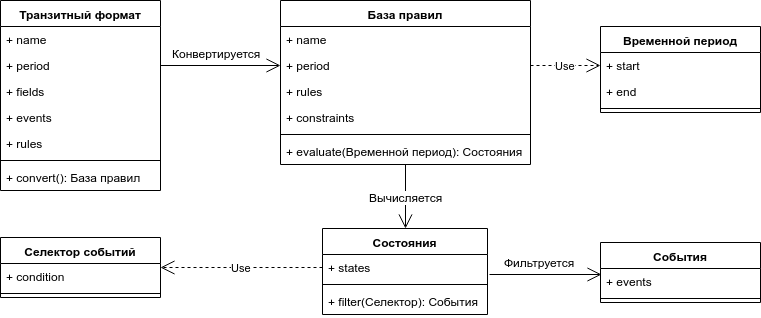 Транзитный формат
+ name
+ period
+ fields
+ events
+ rules
+ convert(): База правил
Конвертируется
База правил
+ name
+ period
+ rules
+ constraints
+ evaluate(Временной период): Состояния
Use
Временной период
+ start
+ end
Вычисляется
Селектор событий
+ condition
Use
Состояния
+ states
+ filter(Селектор): События
Фильтруется
События
+ events